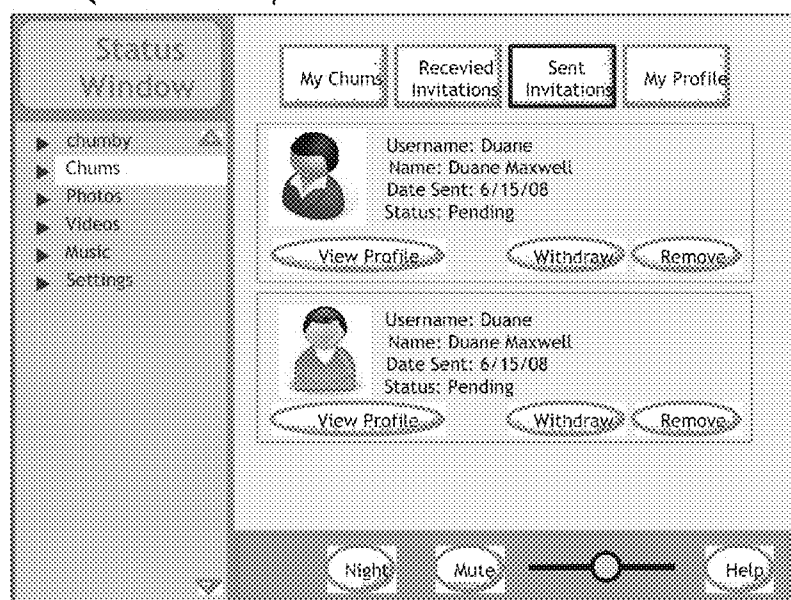 Status
Window
My Chums
Recevied
Invitations
Sent
Invitations
My Profile
chumby
Chums
Photos
Videos
Music
Settings
Username: Duane
Name: Duane Maxwell
Date Sent: 6/15/08
Status: Pending
View Profile
Withdraw
Remove
Username: Duane
Name: Duane Maxwell
Date Sent: 6/15/08
Status: Pending
View Profile
Withdraw
Remove
Night
Mute
Help